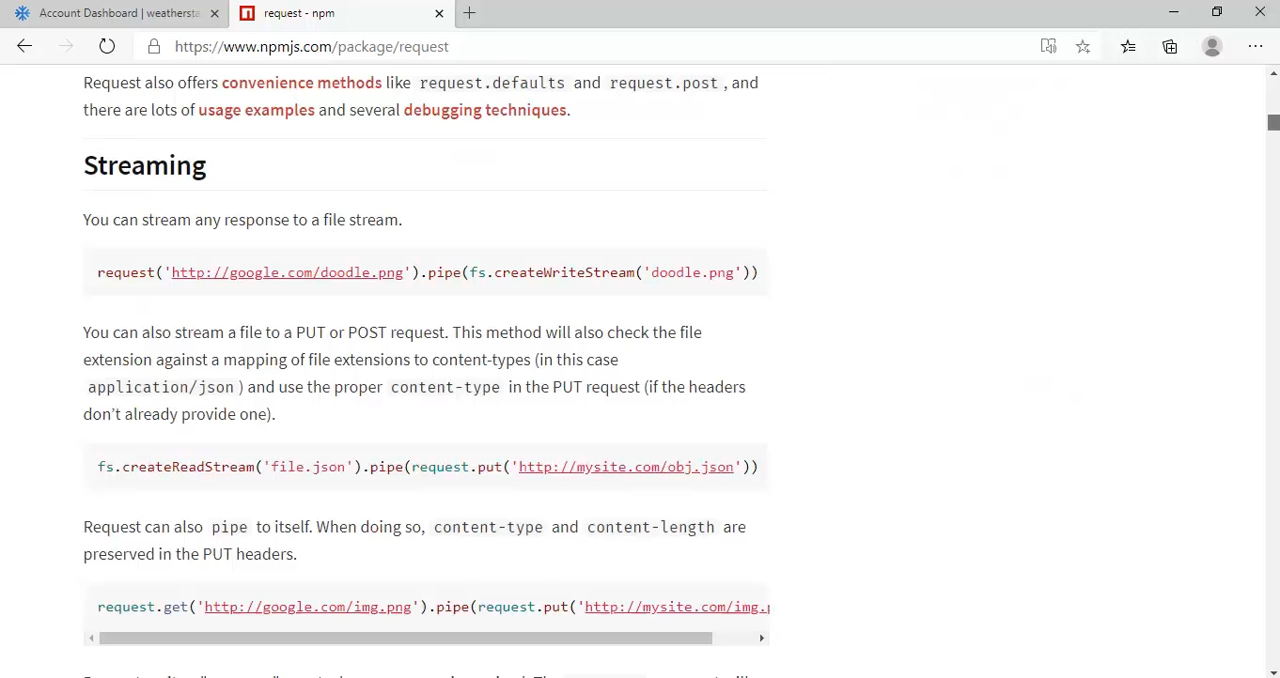 Account Dashboard | weathersta
request - npm
https://www.npmjs.com/package/request
Request also offers convenience methods like request.defaults and request.post, and
there are lots of usage examples and several debugging techniques.
Streaming
You can stream any response to a file stream.
request('http://google.com/doodle.png').pipe(fs.createWriteStream('doodle.png'))
You can also stream a file to a PUT or POST request. This method will also check the file
extension against a mapping of file extensions to content-types (in this case
application/json) and use the proper content-type in the PUT request (if the headers
don’t already provide one).
fs.createReadStream('file.json').pipe(request.put('http://mysite.com/obj.json'))
Request can also pipe to itself. When doing so, content-type and content-length are
preserved in the PUT headers.
request.get('http://google.com/img.png').pipe(request.put('http://mysite.com/img.p